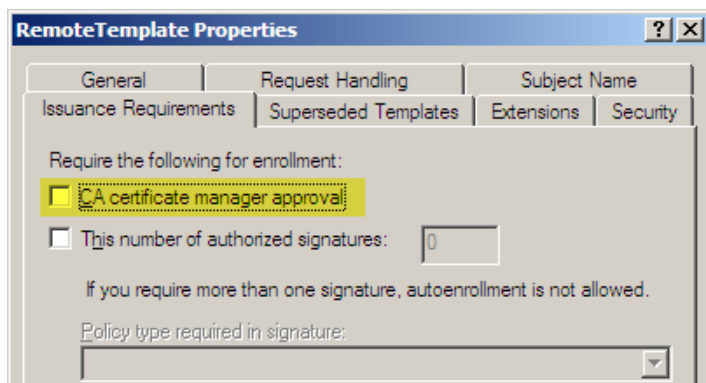 RemoteTemplate Properties
General Request Handling Subject Name
Issuance Requirements Superseded Templates Extensions Security
Require the following for enrollment:
CA certificate manager approval
This number of authorized signatures: 0
If you require more than one signature, autoenrollment is not allowed.
Policy type required in signature: